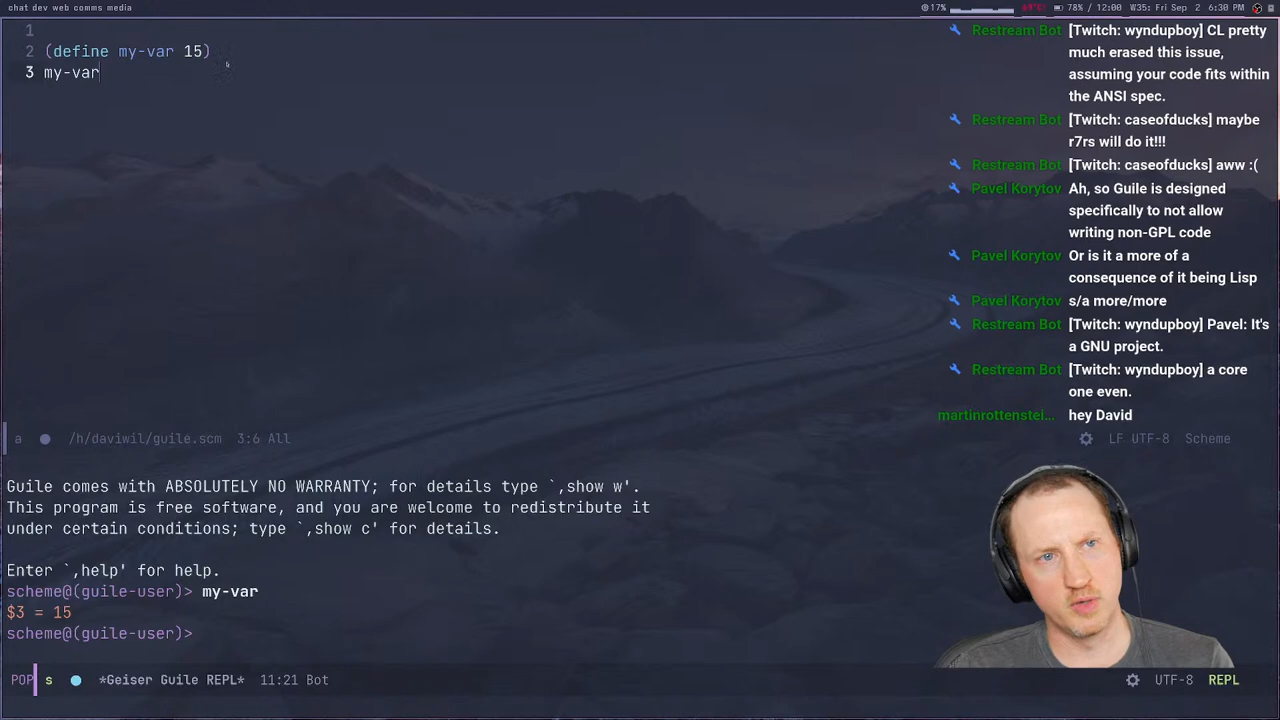 chat dev web comms media
17%
64°C
78% / 12:00
W35: Fri Sep 2 6:30 PM
1
2 (define my-var 15)
3 my-var
a /h/daviwil/guile.scm 3:6 All
LF UTF-8 Scheme
Guile comes with ABSOLUTELY NO WARRANTY; for details type `,show w'.
This program is free software, and you are welcome to redistribute it
under certain conditions; type `,show c' for details.
Enter `,help' for help.
scheme@(guile-user)> my-var
$3 = 15
scheme@(guile-user)>
POP s *Geiser Guile REPL* 11:21 Bot
UTF-8 REPL
Restream Bot [Twitch: wyndupboy] CL pretty
much erased this issue,
assuming your code fits within
the ANSI spec.
Restream Bot [Twitch: caseofducks] maybe
r7rs will do it!!!
Restream Bot [Twitch: caseofducks] aww :(
Pavel Korytov Ah, so Guile is designed
specifically to not allow
writing non-GPL code
Pavel Korytov Or is it a more of a
consequence of it being Lisp
Pavel Korytov s/a more/more
Restream Bot [Twitch: wyndupboy] Pavel: It's
a GNU project.
Restream Bot [Twitch: wyndupboy] a core
one even.
martinrottenstei... hey David